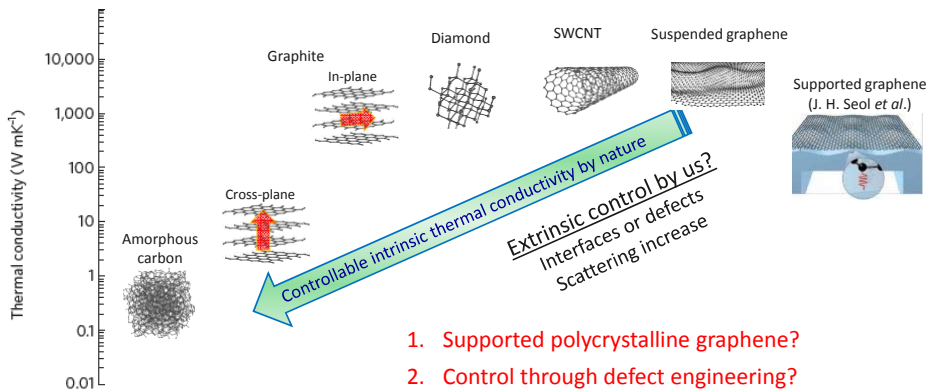 Thermal conductivity (W mK⁻¹)
10,000
1,000
100
10
1
0.1
0.01
Amorphous
carbon
Cross-plane
Graphite
In-plane
Diamond
SWCNT
Suspended graphene
Supported graphene
(J. H. Seol et al.)
Controllable intrinsic thermal conductivity by nature
Extrinsic control by us?
Interfaces or defects
Scattering increase
1. Supported polycrystalline graphene?
2. Control through defect engineering?